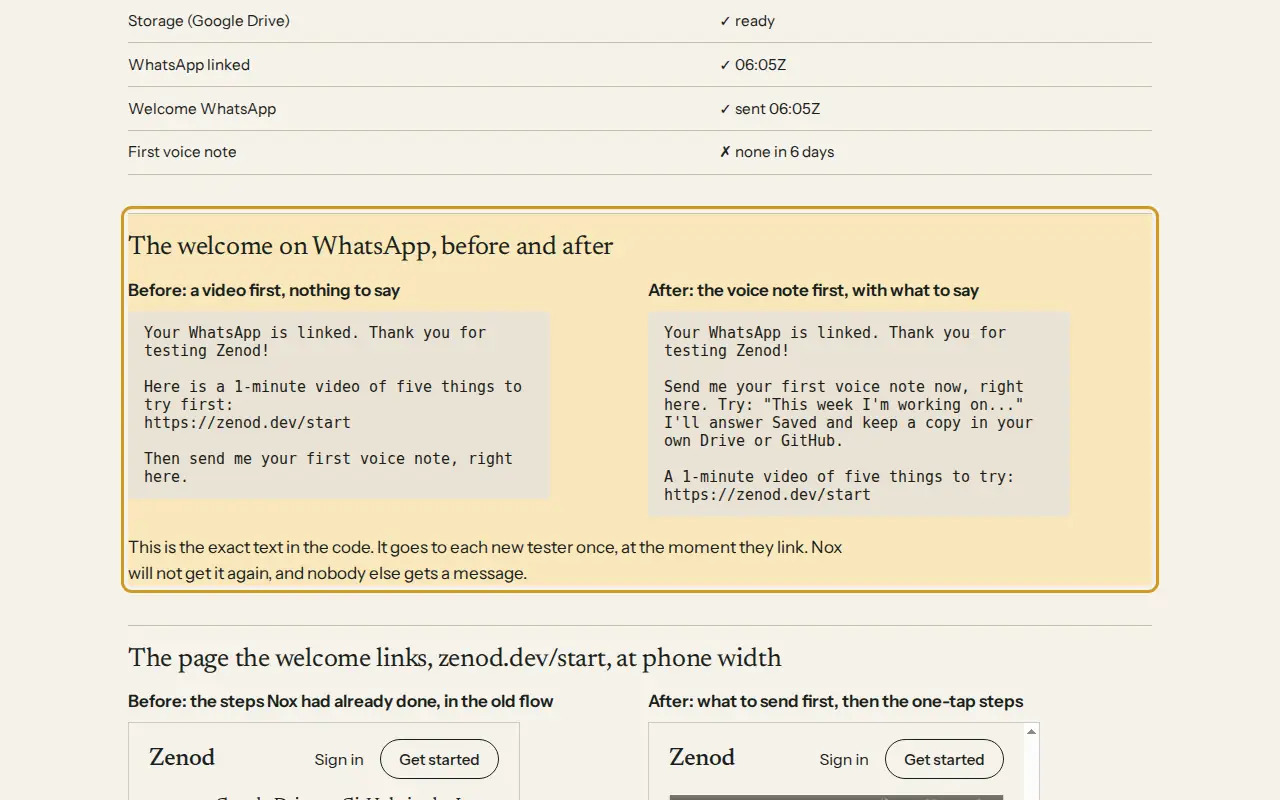 Storage (Google Drive) ✓ ready
WhatsApp linked ✓ 06:05Z
Welcome WhatsApp ✓ sent 06:05Z
First voice note ✗ none in 6 days
The welcome on WhatsApp, before and after
Before: a video first, nothing to say
Your WhatsApp is linked. Thank you for
testing Zenod!
Here is a 1-minute video of five things to
try first:
https://zenod.dev/start
Then send me your first voice note, right
here.
After: the voice note first, with what to say
Your WhatsApp is linked. Thank you for
testing Zenod!
Send me your first voice note now, right
here. Try: "This week I'm working on..."
I'll answer Saved and keep a copy in your
own Drive or GitHub.
A 1-minute video of five things to try:
https://zenod.dev/start
This is the exact text in the code. It goes to each new tester once, at the moment they link. Nox
will not get it again, and nobody else gets a message.
The page the welcome links, zenod.dev/start, at phone width
Before: the steps Nox had already done, in the old flow
Zenod Sign in Get started
After: what to send first, then the one-tap steps
Zenod Sign in Get started